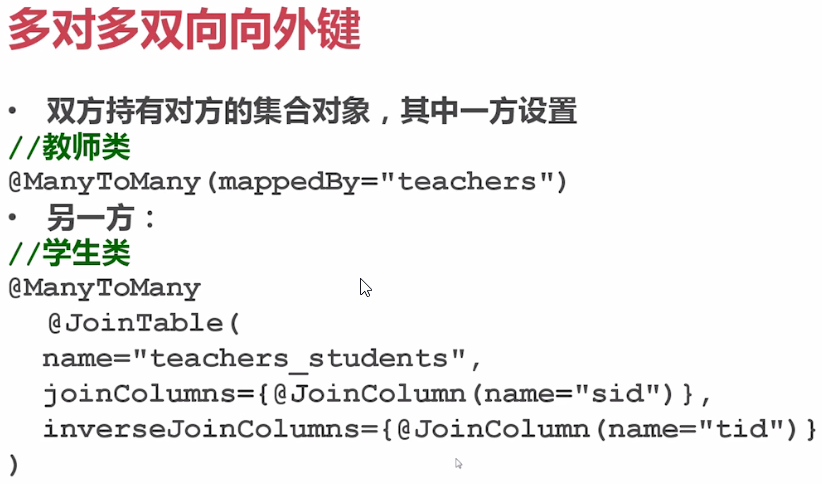 多对多双向向外键
• 双方持有对方的集合对象，其中一方设置
//教师类
@ManyToMany(mappedBy="teachers")
• 另一方：
//学生类
@ManyToMany
@JoinTable(
name="teachers_students",
joinColumns={@JoinColumn(name="sid")},
inverseJoinColumns={@JoinColumn(name="tid")}
)